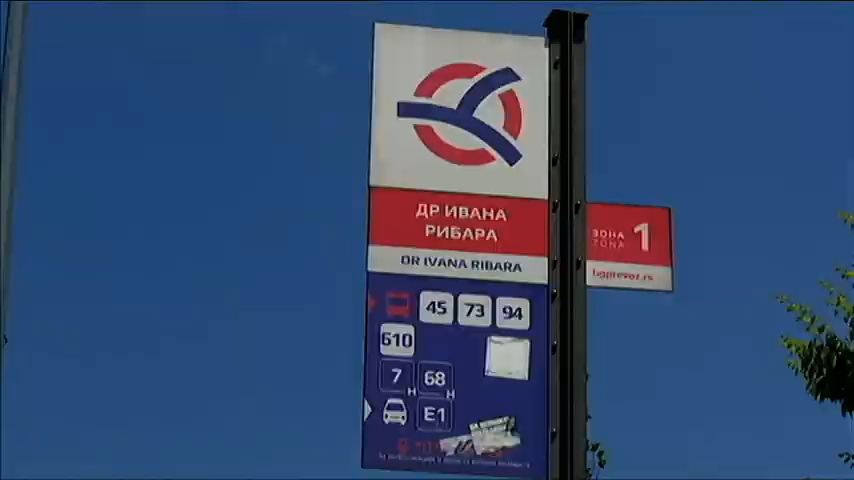 ДР ИВАНА
РИБАРА
DR IVANA RIBARA
ЗОНА
ZONA
1
bgprevoz.rs
45 73 94
610
7 Н 68 Н
E1